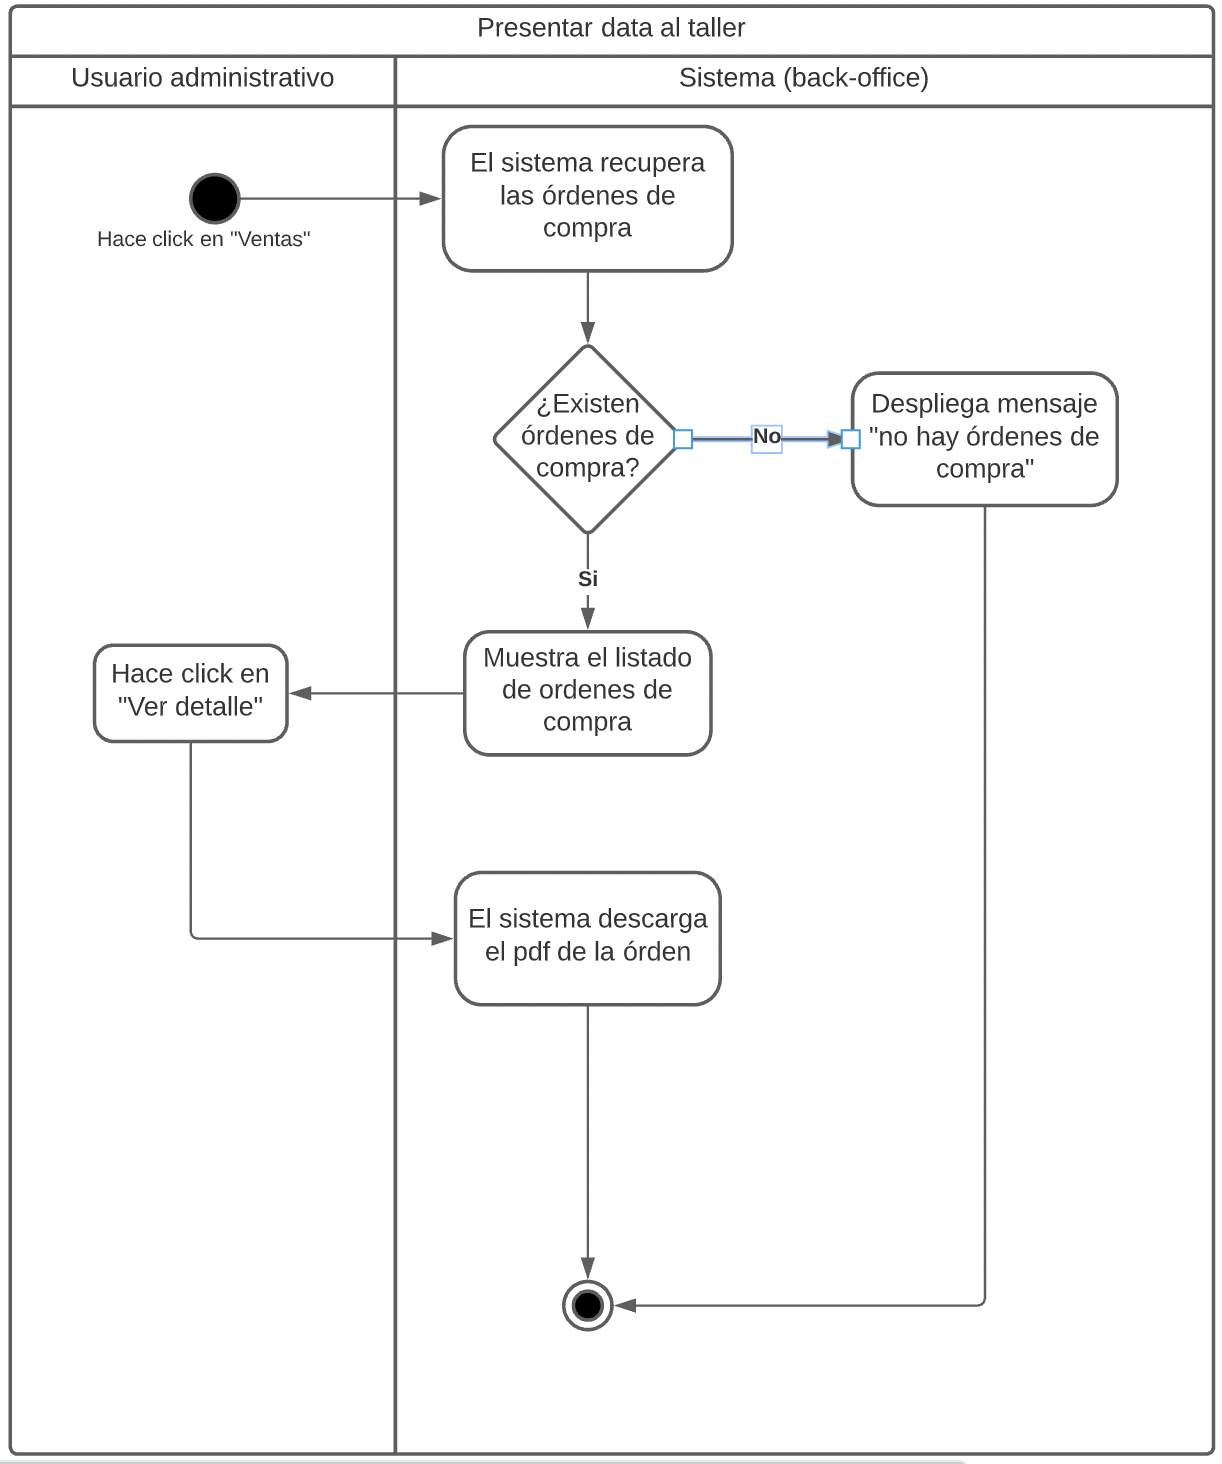 Presentar data al taller
Usuario administrativo
Sistema (back-office)
El sistema recupera
las órdenes de
compra
Hace click en "Ventas"
¿Existen
órdenes de
compra?
No
Despliega mensaje
"no hay órdenes de
compra"
Si
Muestra el listado
de ordenes de
compra
Hace click en
"Ver detalle"
El sistema descarga
el pdf de la órden